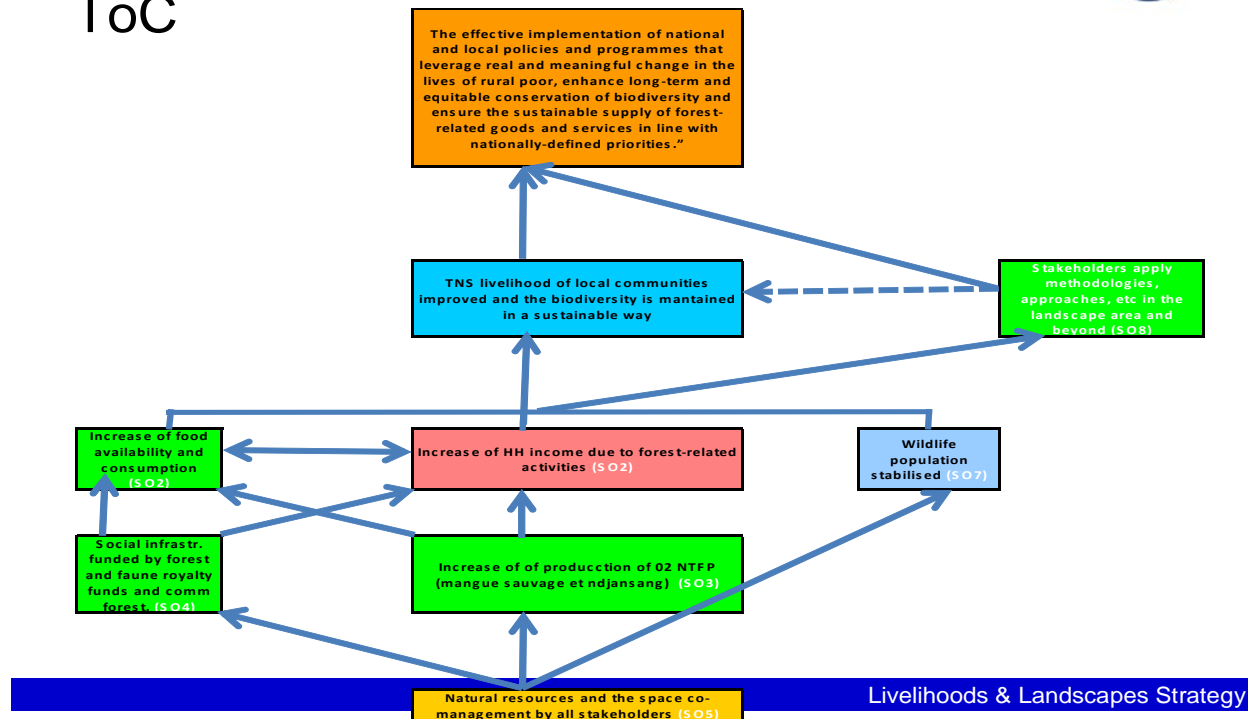 ToC
The effective implementation of national
and local policies and programmes that
leverage real and meaningful change in the
lives of rural poor, enhance long-term and
equitable conservation of biodiversity and
ensure the sustainable supply of forest-
related goods and services in line with
nationally-defined priorities.”
TNS livelihood of local communities
improved and the biodiversity is mantained
in a sustainable way
Stakeholders apply
methodologies,
approaches, etc in the
landscape area and
beyond (SO8)
Increase of food
availability and
consumption
(SO2)
Increase of HH income due to forest-related
activities (SO2)
Wildlife
population
stabilised (SO7)
Social infrastr.
funded by forest
and faune royalty
funds and comm
forest. (SO4)
Increase of of producction of 02 NTFP
(mangue sauvage et ndjansang) (SO3)
Natural resources and the space co-
management by all stakeholders (SO5)
Livelihoods & Landscapes Strategy